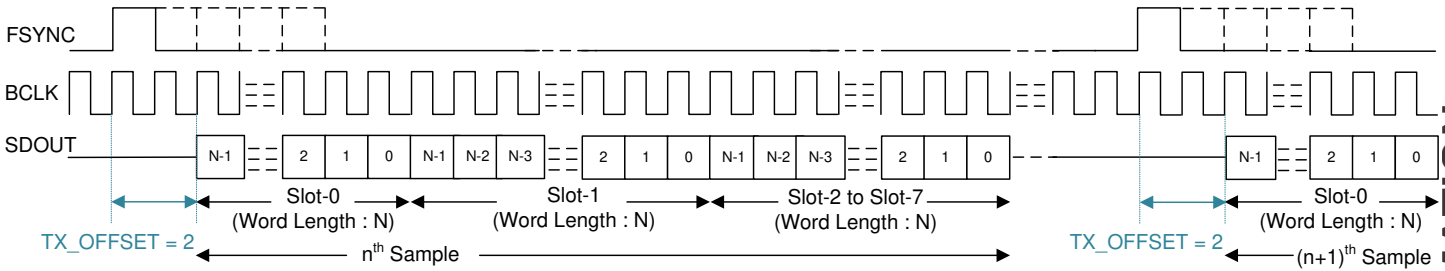 FSYNC
BCLK
SDOUT
N-1 2 1 0 N-1 N-2 N-3 2 1 0 N-1 N-2 N-3 2 1 0 N-1 2 1 0
Slot-0 Slot-1 Slot-2 to Slot-7 Slot-0
(Word Length : N) (Word Length : N) (Word Length : N) (Word Length : N)
TX_OFFSET = 2 nth Sample TX_OFFSET = 2 (n+1)th Sample